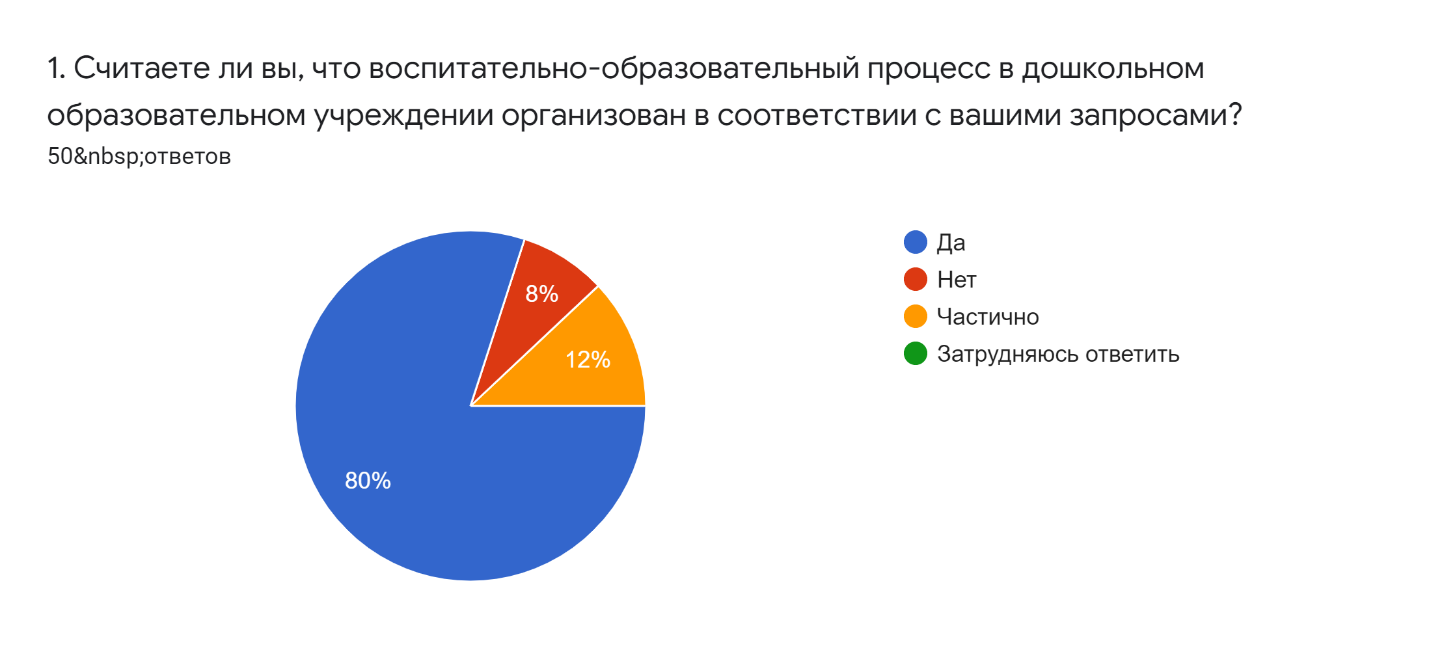 1. Считаете ли вы, что воспитательно-образовательный процесс в дошкольном
образовательном учреждении организован в соответствии с вашими запросами?
50&nbsp;ответов
Да
Нет
Частично
Затрудняюсь ответить
8%
12%
80%